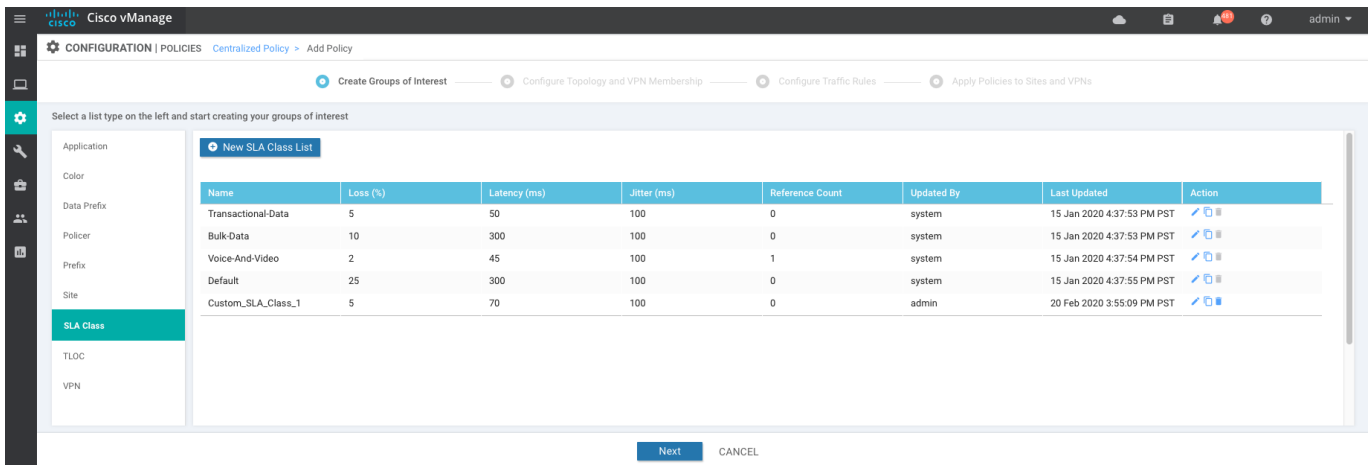 cisco Cisco vManage admin
CONFIGURATION | POLICIES Centralized Policy > Add Policy
Create Groups of Interest Configure Topology and VPN Membership Configure Traffic Rules Apply Policies to Sites and VPNs
Select a list type on the left and start creating your groups of interest
Application
Color
Data Prefix
Policer
Prefix
Site
SLA Class
TLOC
VPN
New SLA Class List
Name Loss (%) Latency (ms) Jitter (ms) Reference Count Updated By Last Updated Action
Transactional-Data 5 50 100 0 system 15 Jan 2020 4:37:53 PM PST
Bulk-Data 10 300 100 0 system 15 Jan 2020 4:37:53 PM PST
Voice-And-Video 2 45 100 1 system 15 Jan 2020 4:37:54 PM PST
Default 25 300 100 0 system 15 Jan 2020 4:37:55 PM PST
Custom_SLA_Class_1 5 70 100 0 admin 20 Feb 2020 3:55:09 PM PST
Next CANCEL